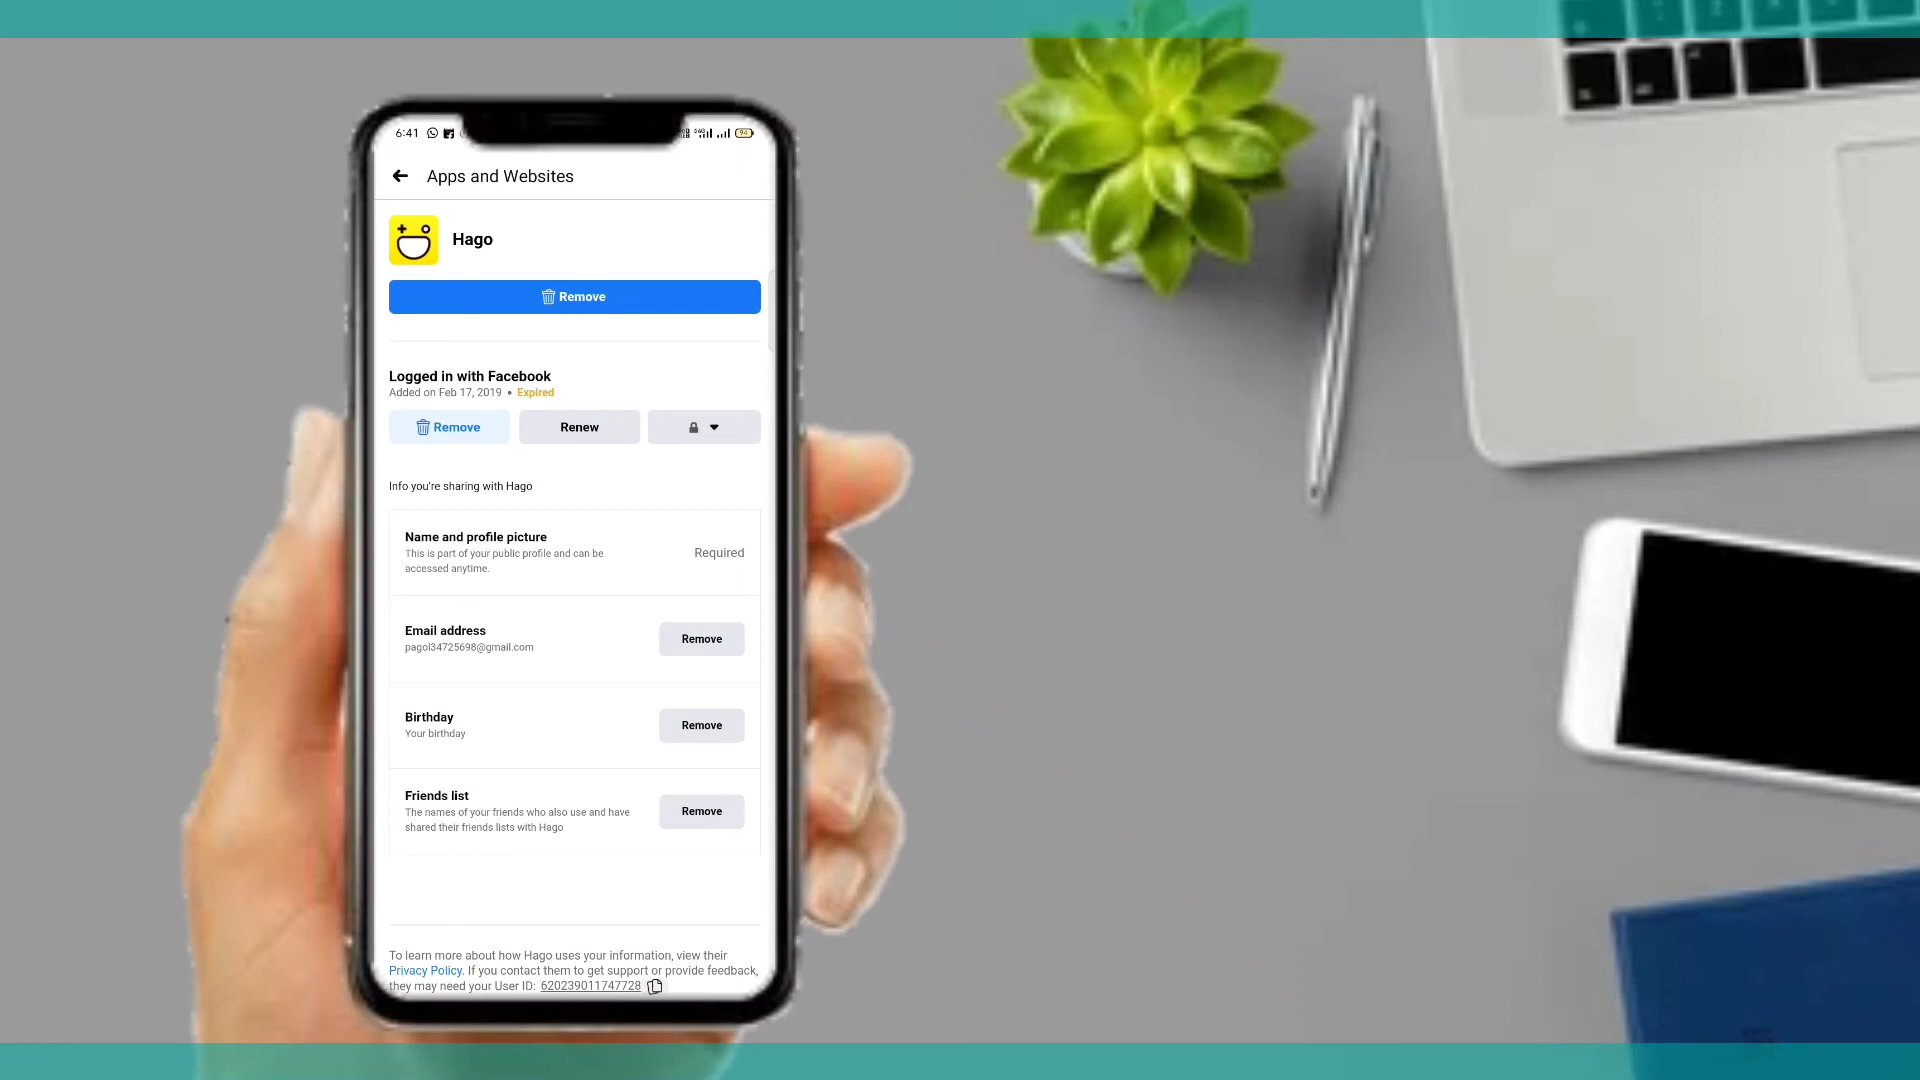 6:41
94
Apps and Websites
Hago
Remove
Logged in with Facebook
Added on Feb 17, 2019 • Expired
Remove
Renew
Info you're sharing with Hago
Name and profile picture
This is part of your public profile and can be
accessed anytime.
Required
Email address
pagol34725698@gmail.com
Remove
Birthday
Your birthday
Remove
Friends list
The names of your friends who also use and have
shared their friends lists with Hago
Remove
To learn more about how Hago uses your information, view their
Privacy Policy. If you contact them to get support or provide feedback,
they may need your User ID: 620239011747728